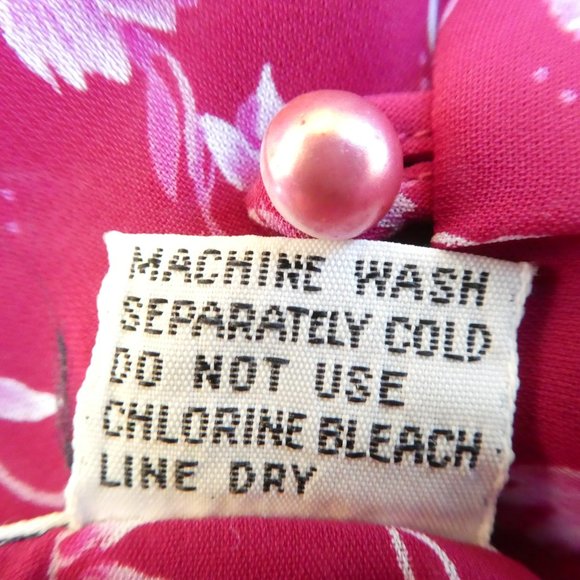 MACHINE WASH
SEPARATELY COLD
DO NOT USE
CHLORINE BLEACH
LINE DRY